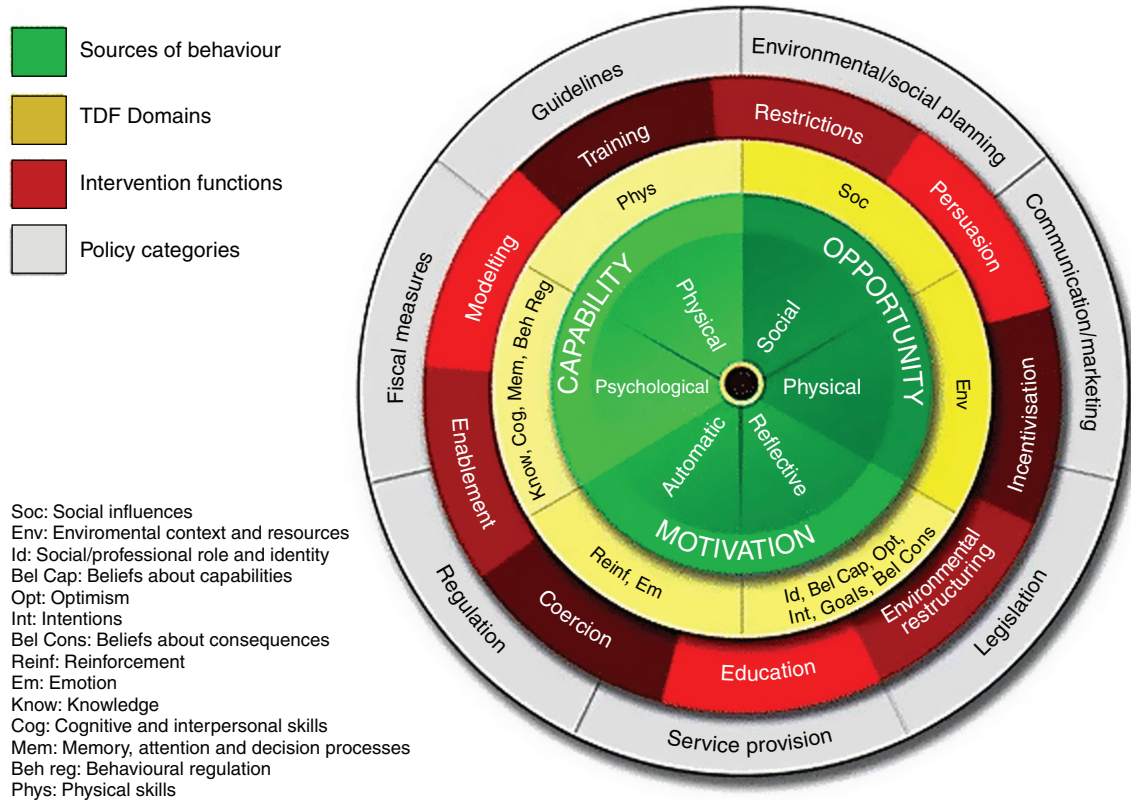 Sources of behaviour
TDF Domains
Intervention functions
Policy categories
Guidelines
Environmental/social planning
Communication/marketing
Legislation
Service provision
Regulation
Fiscal measures
Training
Restrictions
Persuasion
Incentivisation
Environmental
restructuring
Education
Coercion
Enablement
Modelting
Phys
Soc
Env
Id, Bel Cap, Opt,
Int, Goals, Bel Cons
Reinf, Em
Know, Cog, Mem, Beh Reg
CAPABILITY
OPPORTUNITY
MOTIVATION
Physical
Social
Psychological
Physical
Automatic
Reflective
Soc: Social influences
Env: Enviromental context and resources
Id: Social/professional role and identity
Bel Cap: Beliefs about capabilities
Opt: Optimism
Int: Intentions
Bel Cons: Beliefs about consequences
Reinf: Reinforcement
Em: Emotion
Know: Knowledge
Cog: Cognitive and interpersonal skills
Mem: Memory, attention and decision processes
Beh reg: Behavioural regulation
Phys: Physical skills